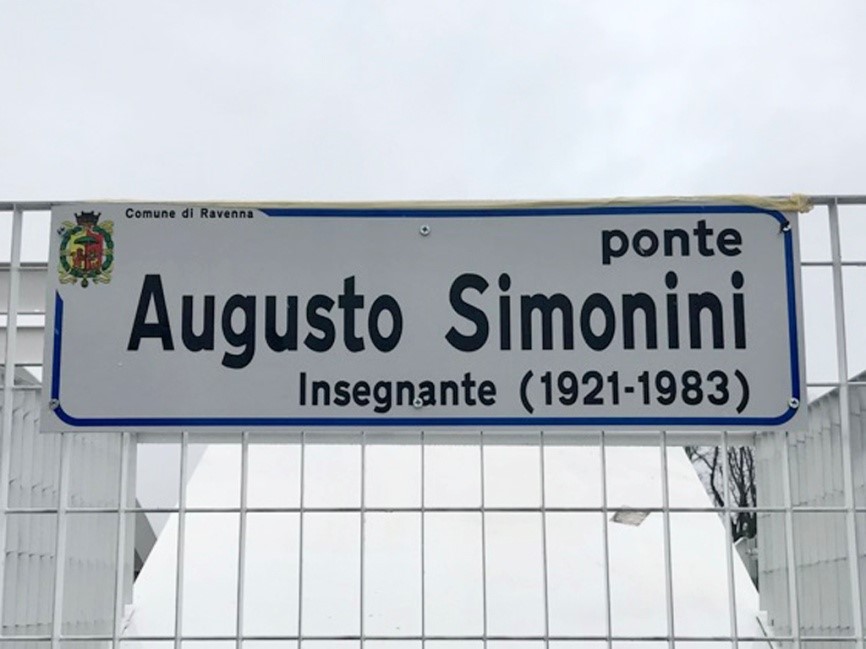 Comune di Ravenna
ponte
Augusto Simonini
Insegnante (1921-1983)